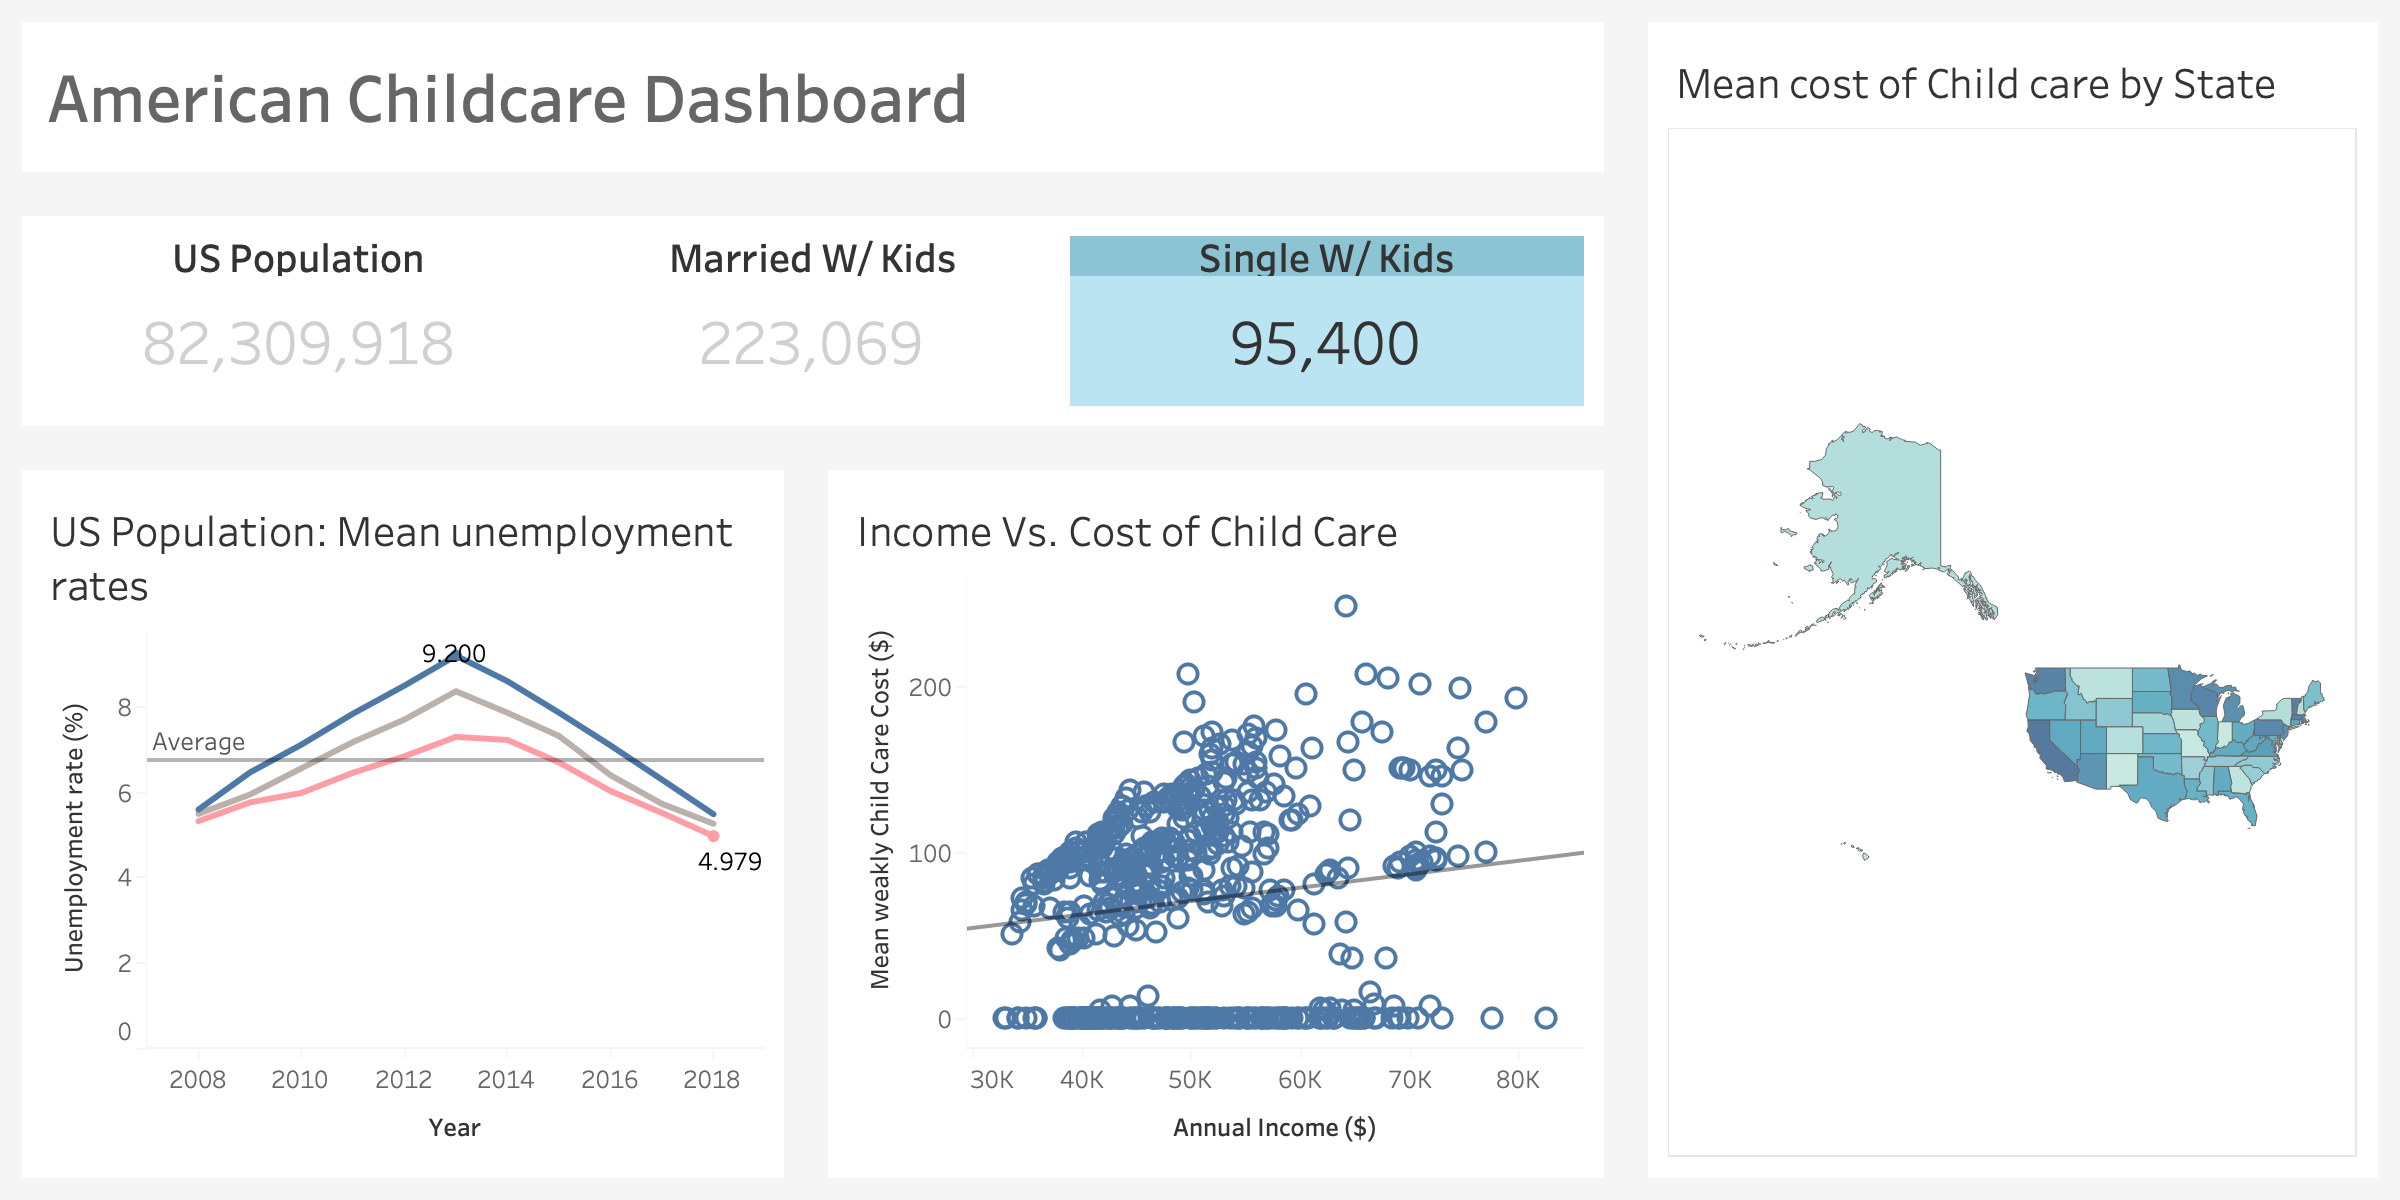 American Childcare Dashboard
US Population
Married W/ Kids
Single W/ Kids
82,309,918
223,069
95,400
US Population: Mean unemployment
rates
9.200
8
Average
6
4.979
4
2
0
Unemployment rate (%)
2008
2010
2012
2014
2016
2018
Year
Income Vs. Cost of Child Care
Mean weakly Child Care Cost ($)
200
100
0
30K
40K
50K
60K
70K
80K
Annual Income ($)
Mean cost of Child care by State